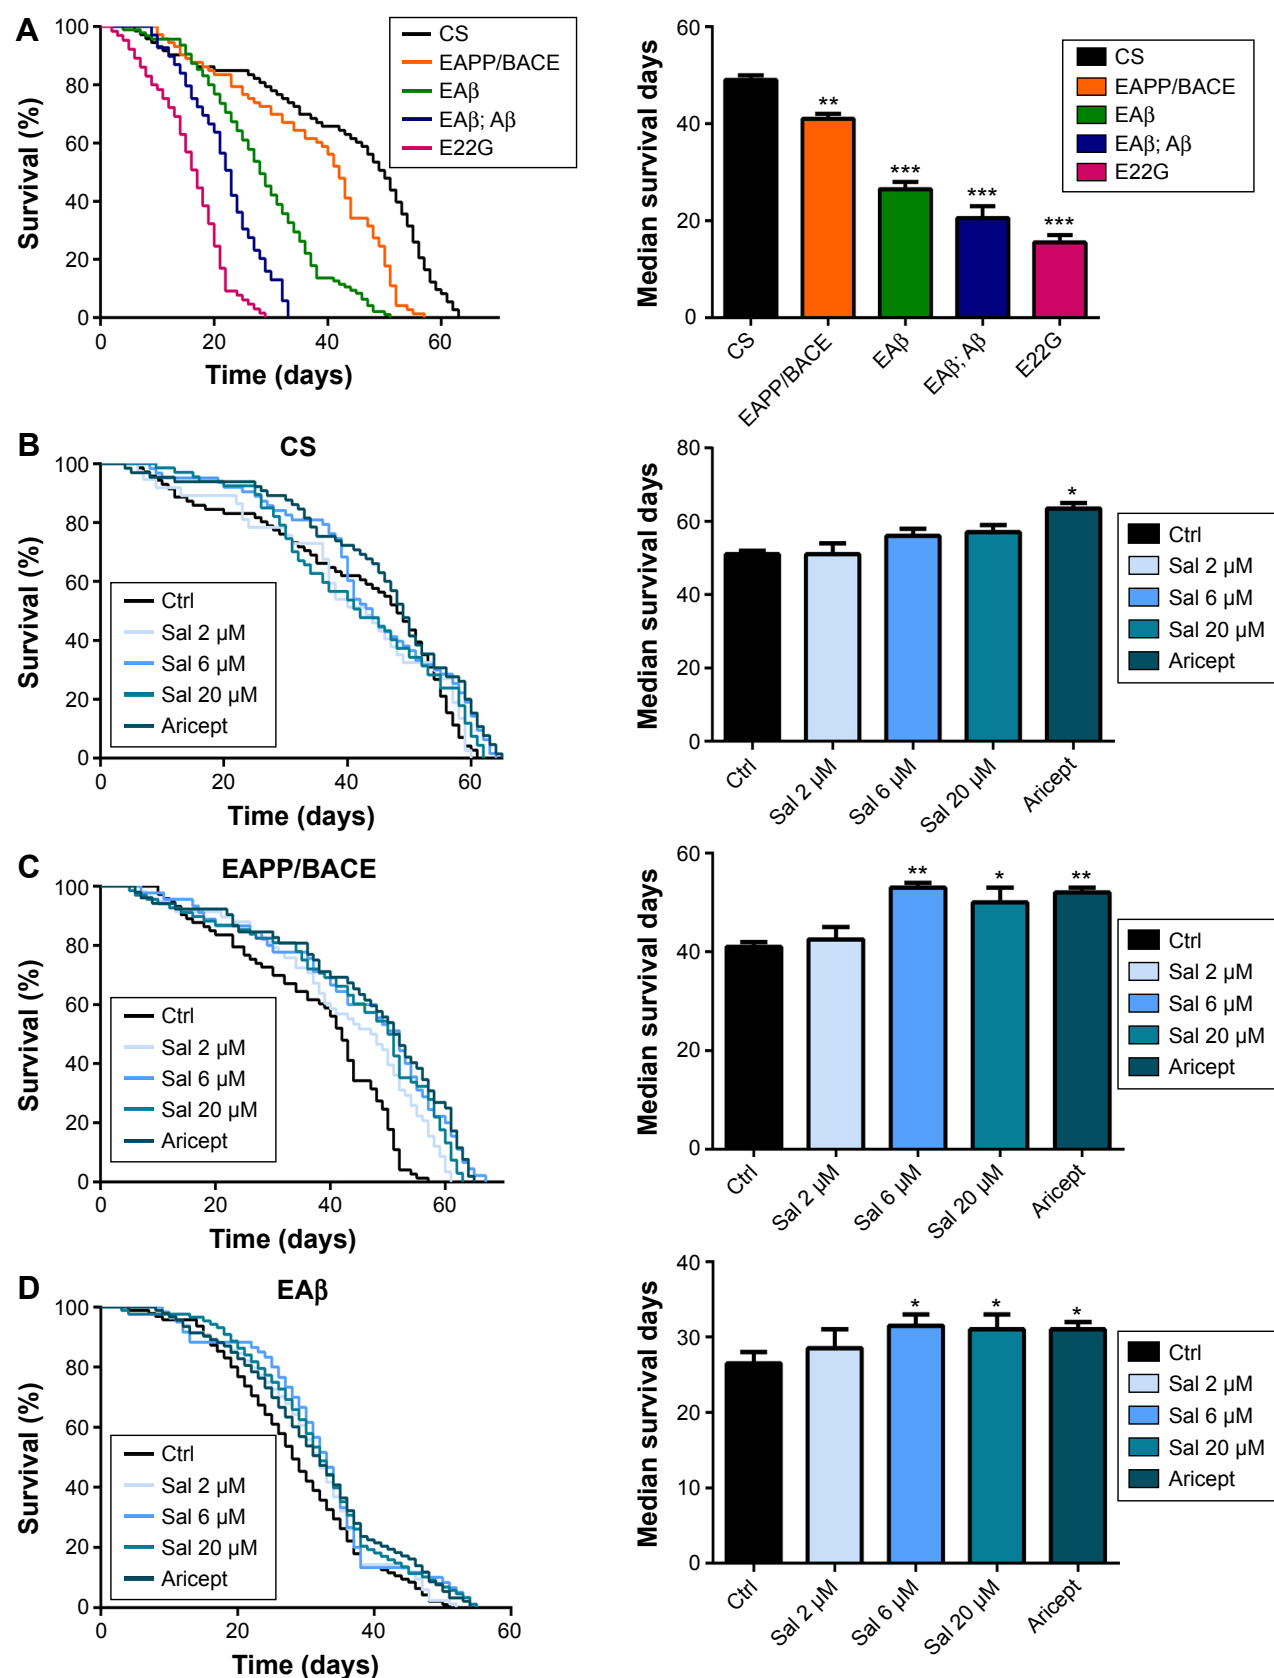 A
Survival (%)
100
80
60
40
20
0
0 20 40 60
Time (days)
CS
EAPP/BACE
EAβ
EAβ; Aβ
E22G
Median survival days
60
40
20
0
**
***
***
***
CS
EAPP/BACE
EAβ
EAβ; Aβ
E22G
CS
EAPP/BACE
EAβ
EAβ; Aβ
E22G
B
CS
Survival (%)
100
80
60
40
20
0
0 20 40 60
Time (days)
Ctrl
Sal 2 µM
Sal 6 µM
Sal 20 µM
Aricept
Median survival days
80
60
40
20
0
*
Ctrl
Sal 2 µM
Sal 6 µM
Sal 20 µM
Aricept
Ctrl
Sal 2 µM
Sal 6 µM
Sal 20 µM
Aricept
C
EAPP/BACE
Survival (%)
100
80
60
40
20
0
0 20 40 60
Time (days)
Ctrl
Sal 2 µM
Sal 6 µM
Sal 20 µM
Aricept
Median survival days
60
40
20
0
**
*
**
Ctrl
Sal 2 µM
Sal 6 µM
Sal 20 µM
Aricept
Ctrl
Sal 2 µM
Sal 6 µM
Sal 20 µM
Aricept
D
EAβ
Survival (%)
100
80
60
40
20
0
0 20 40 60
Time (days)
Ctrl
Sal 2 µM
Sal 6 µM
Sal 20 µM
Aricept
Median survival days
40
30
20
10
0
*
*
*
Ctrl
Sal 2 µM
Sal 6 µM
Sal 20 µM
Aricept
Ctrl
Sal 2 µM
Sal 6 µM
Sal 20 µM
Aricept